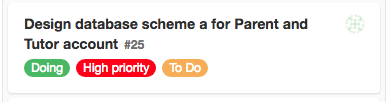 Design database scheme a for Parent and
Tutor account #25
Doing High priority To Do